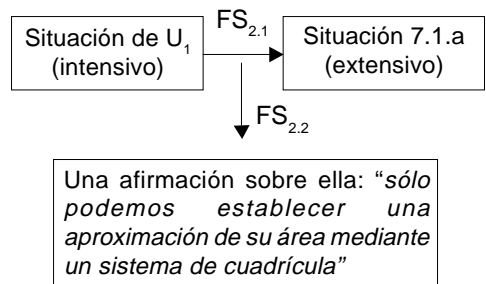 Situación de U₁
(intensivo)
FS₂.₁
Situación 7.1.a
(extensivo)
FS₂.₂
Una afirmación sobre ella: “sólo
podemos establecer una
aproximación de su área mediante
un sistema de cuadrícula”